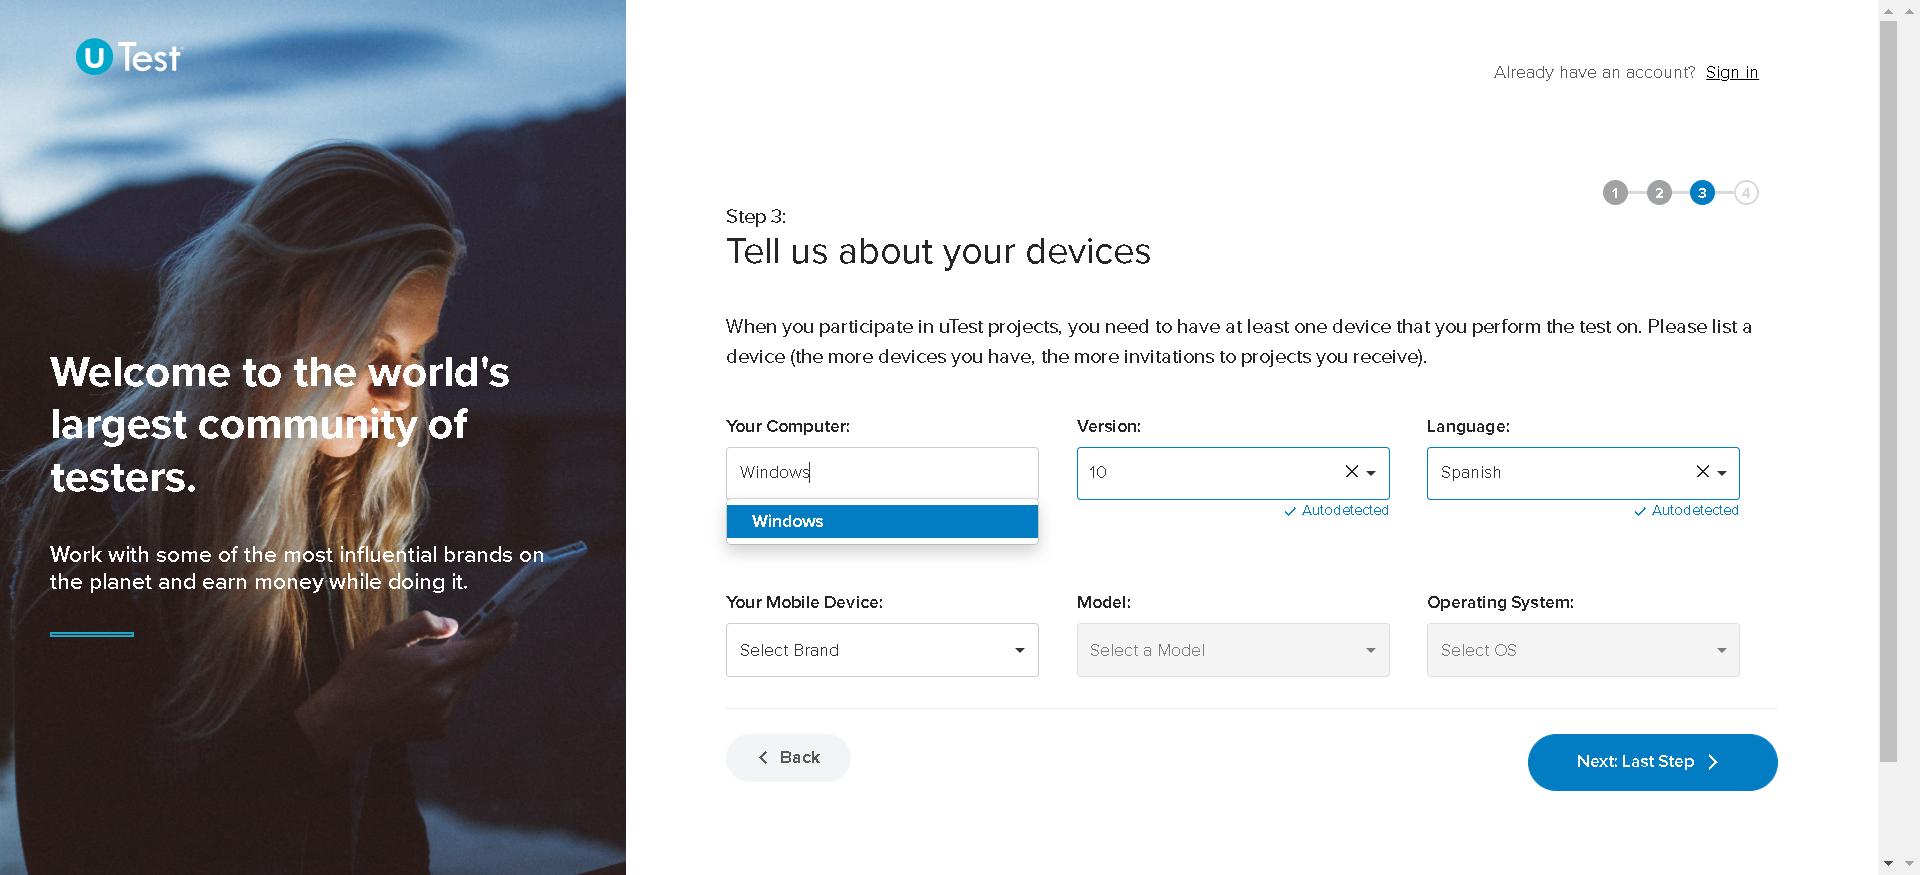 U Test
Welcome to the world's
largest community of
testers.
Work with some of the most influential brands on
the planet and earn money while doing it.
Already have an account? Sign in
1 2 3 4
Step 3:
Tell us about your devices
When you participate in uTest projects, you need to have at least one device that you perform the test on. Please list a
device (the more devices you have, the more invitations to projects you receive).
Your Computer: Version: Language:
Windows 10 Spanish
Autodetected Autodetected
Windows
Your Mobile Device: Model: Operating System:
Select Brand Select a Model Select OS
Back Next: Last Step